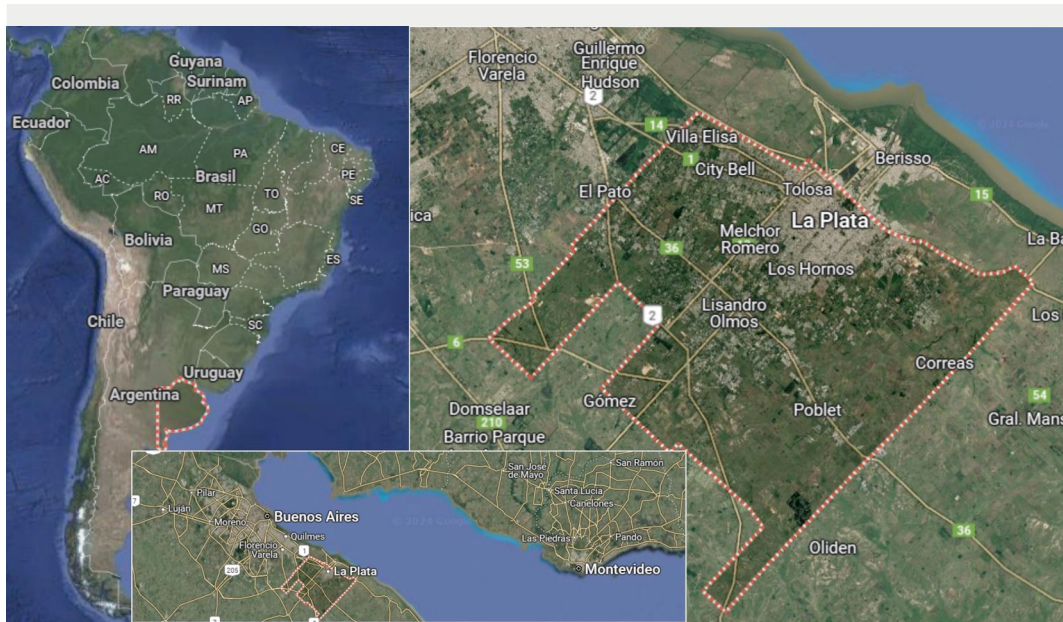 Guyana
Colombia
Surinam
RR
AP
Ecuador
AM
PA
CE
PE
SE
AC
RO
Brasil
TO
MT
GO
Bolivia
MS
ES
Paraguay
SC
Chile
Uruguay
Argentina
Florencio
Varela
Guillermo
Enrique
Hudson
2
14
Villa Elisa
1
City Bell
Berisso
El Pato
Tolosa
15
La Plata
ica
Melchor
Romero
36
La Ba
53
Los Hornos
Lisandro
Olmos
2
Los
6
Correas
54
Gómez
Domselaar
210
Barrio Parque
Poblet
Gral. Mans
36
Oliden
San José
de Mayo
San Ramón
Pilar
Santa Lucía
Canelones
Luján
Moreno
Buenos Aires
Quilmes
Las Piedras
Pando
Florencio
Varela
1
205
La Plata
Montevideo